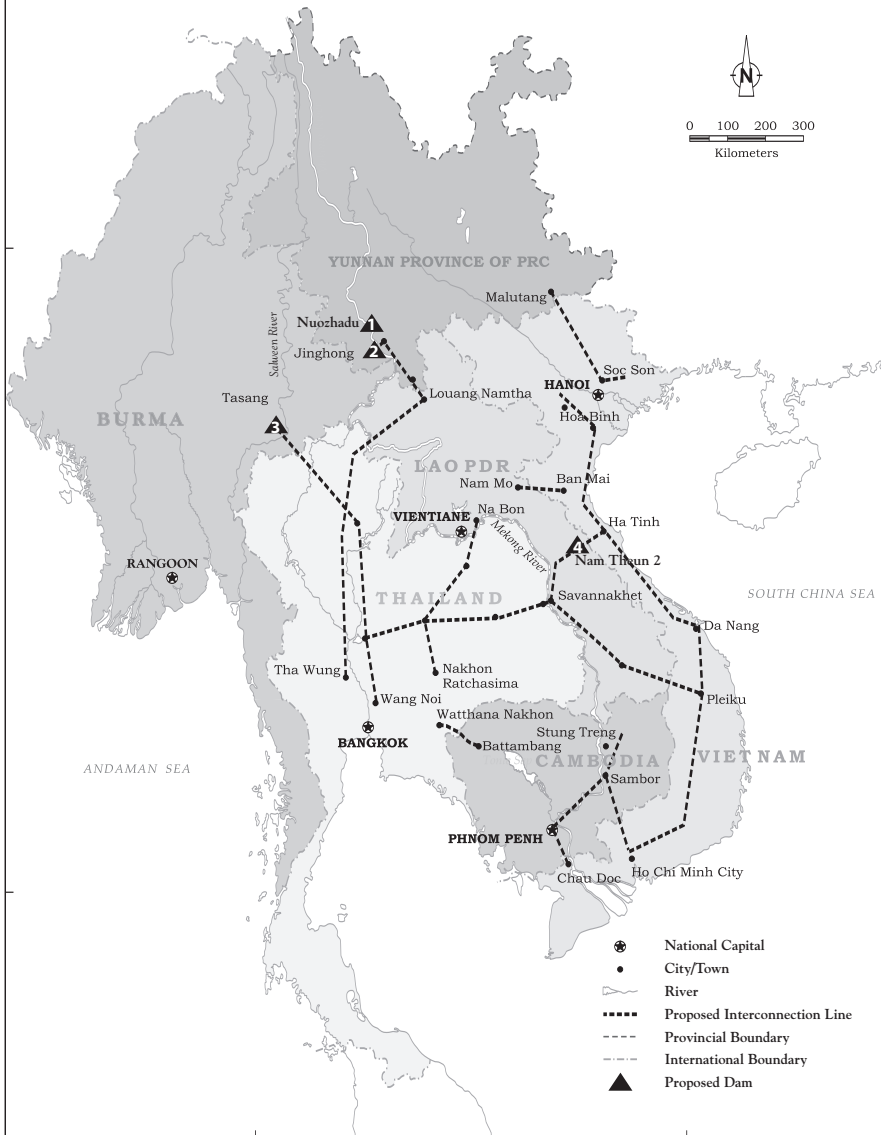 N
0 100 200 300
Kilometers
YUNNAN PROVINCE OF PRC
Malutang
Nuozhadu
1
Jinghong
2
Salween River
Soc Son
HANOI
Louang Namtha
Tasang
3
Hoa Binh
BURMA
LAO PDR
Nam Mo
Ban Mai
Na Bon
VIENTIANE
Mekong River
Ha Tinh
4
Nam Theun 2
RANGOON
THAILAND
Savannakhet
SOUTH CHINA SEA
Da Nang
Tha Wung
Nakhon
Ratchasima
Wang Noi
Pleiku
Watthana Nakhon
Stung Treng
BANGKOK
Battambang
CAMBODIA
VIET NAM
ANDAMAN SEA
Sambor
PHNOM PENH
Chau Doc
Ho Chi Minh City
National Capital
City/Town
River
Proposed Interconnection Line
Provincial Boundary
International Boundary
Proposed Dam